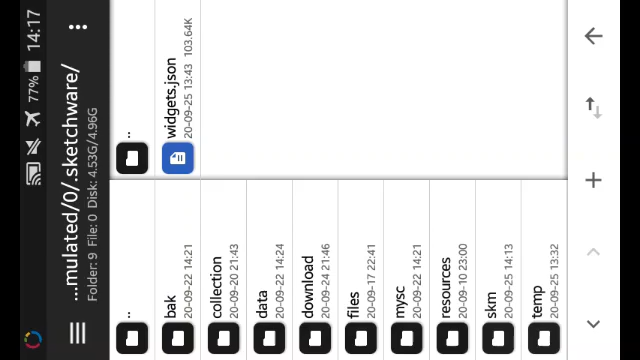 77% 14:17
...mulated/0/.sketchware/
Folder: 9 File: 0 Disk: 4.53G/4.96G
..
bak
20-09-22 14:21
collection
20-09-20 21:43
data
20-09-22 14:24
download
20-09-24 21:46
files
20-09-17 22:41
mysc
20-09-22 14:21
resources
20-09-10 23:00
skm
20-09-25 14:13
temp
20-09-25 13:32
..
widgets.json
20-09-25 13:43 103.64K